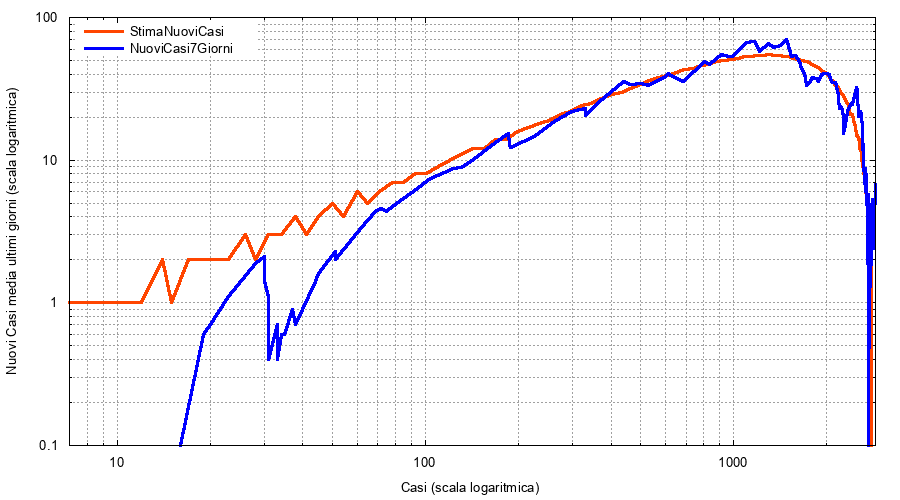 100
StimaNuoviCasi
NuoviCasi7Giorni
10
Nuovi Casi media ultimi giorni (scala logaritmica)
1
0.1
10
100
1000
Casi (scala logaritmica)